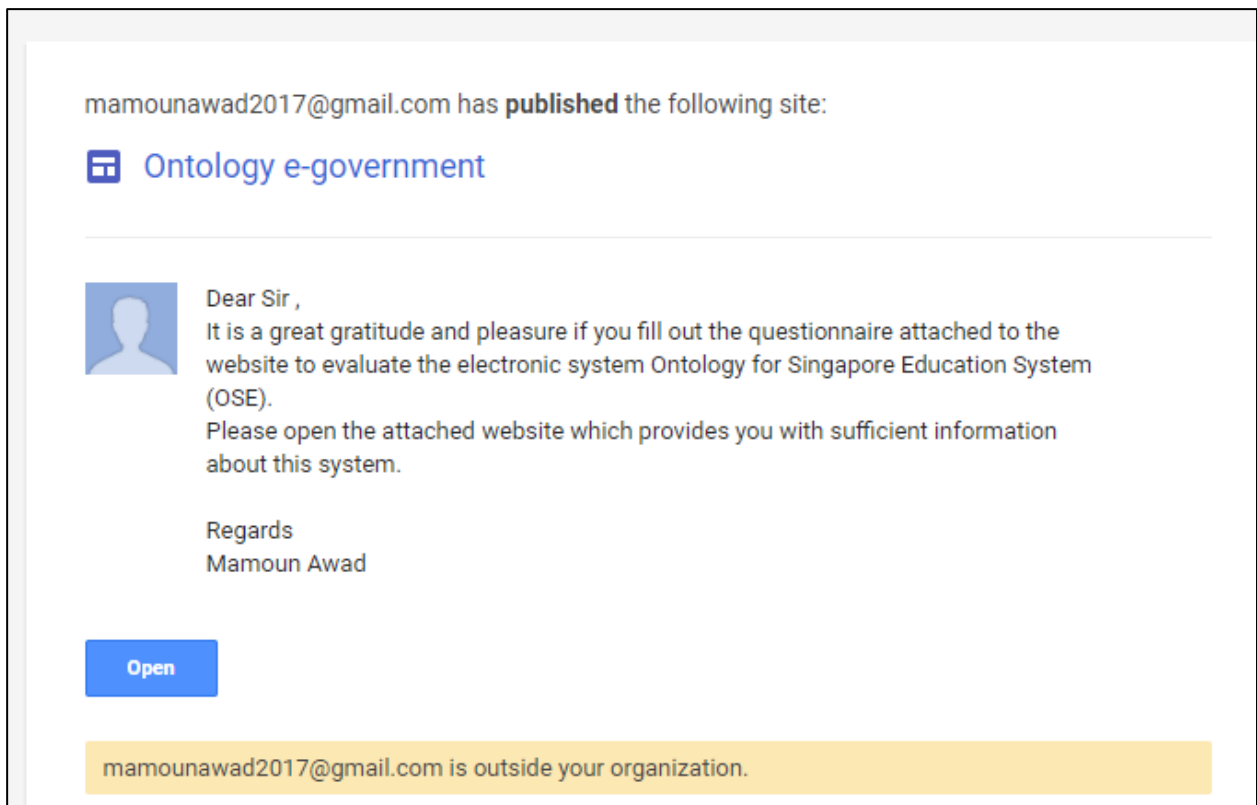 mamounawad2017@gmail.com has published the following site:
Ontology e-government
Dear Sir ,
It is a great gratitude and pleasure if you fill out the questionnaire attached to the
website to evaluate the electronic system Ontology for Singapore Education System
(OSE).
Please open the attached website which provides you with sufficient information
about this system.
Regards
Mamoun Awad
Open
mamounawad2017@gmail.com is outside your organization.